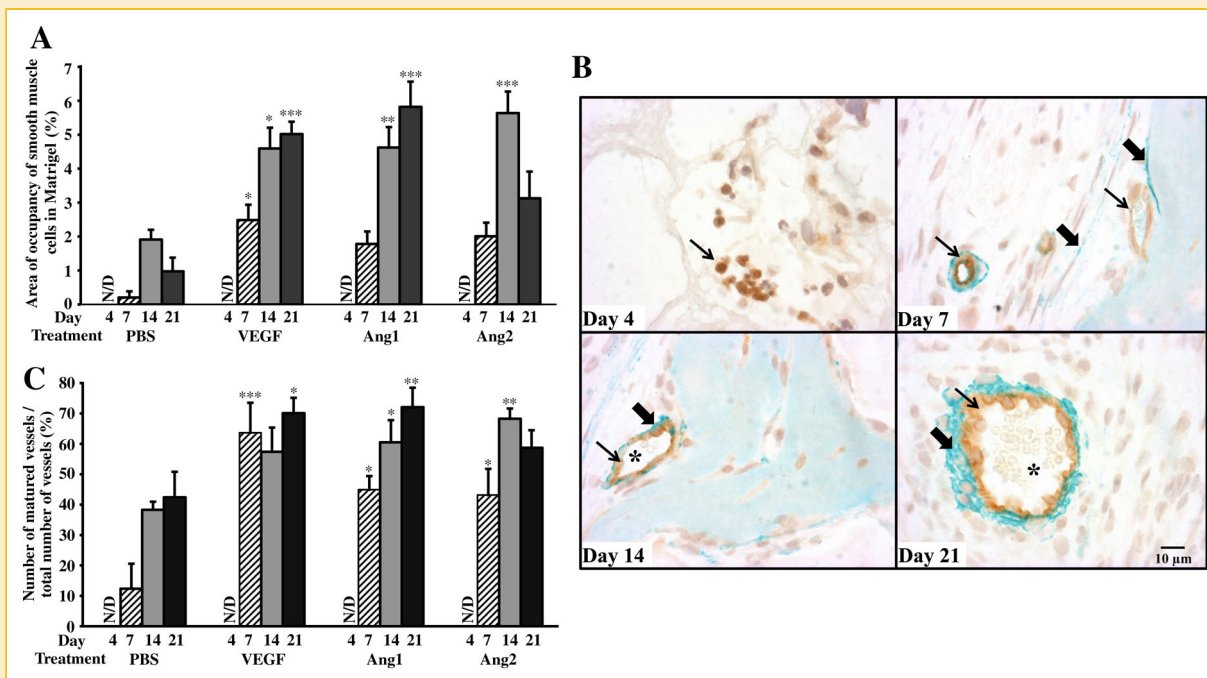 A
Area of occupancy of smooth muscle
cells in Matrigel (%)
7
6
5
4
3
2
1
0
N/D
*
N/D
*
*
***
N/D
**
***
N/D
***
Day 4 7 14 21 4 7 14 21 4 7 14 21 4 7 14 21
Treatment PBS VEGF Ang1 Ang2
B
Day 4
Day 7
*
Day 14
*
Day 21
10 µm
C
Number of matured vessels /
total number of vessels (%)
80
70
60
50
40
30
20
10
0
N/D
N/D
***
*
N/D
*
*
**
N/D
*
**
Day 4 7 14 21 4 7 14 21 4 7 14 21 4 7 14 21
Treatment PBS VEGF Ang1 Ang2